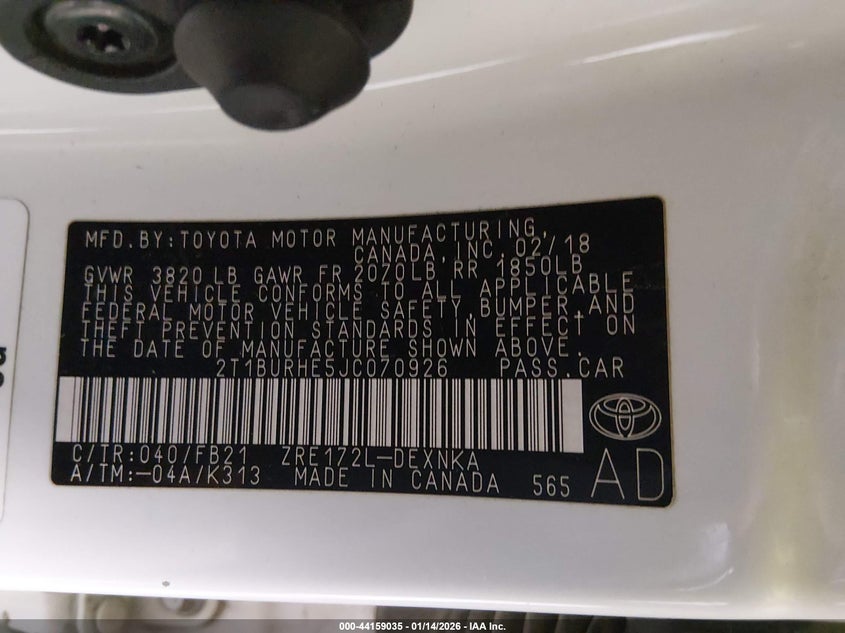 MFD.BY:TOYOTA MOTOR MANUFACTURING,
CANADA,INC.02/18
GVWR 3820 LB GAWR FR 2070LB RR 1850LB
THIS VEHICLE CONFORMS TO ALL APPLICABLE
FEDERAL MOTOR VEHICLE SAFETY,BUMPER,AND
THEFT PREVENTION STANDARDS IN EFFECT ON
THE DATE OF MANUFACTURE SHOWN ABOVE.
2T1BURHE5JC070926 PASS.CAR
C/TR:040/FB21 ZRE172L-DEXNKA
A/TM:-04A/K313 MADE IN CANADA 565 AD
000-44159035 - 01/14/2026 - IAA Inc.